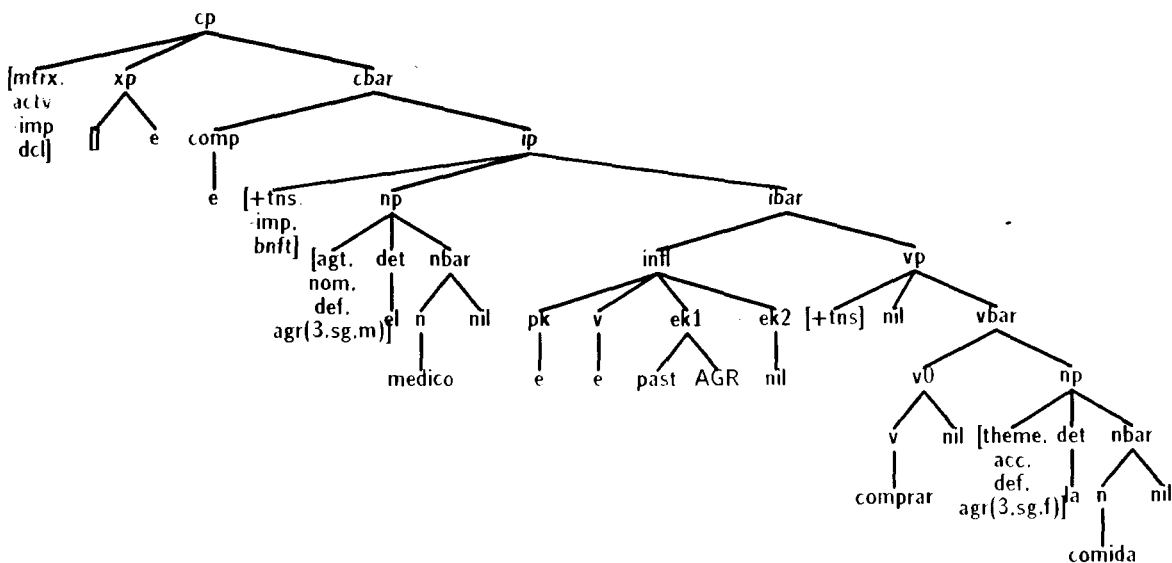 cp
[mtrx. xp cbar
actv
-imp
dcl] [] e comp ip
e [+tns. np ibar
-imp,
bnft]
[agt. det nbar infl vp
nom.
def.
agr(3.sg.m)] el n nil pk v ek1 ek2 [+tns] nil vbar
medico e e past AGR nil v0 np
v nil [theme. det nbar
acc.
def.
comprar agr(3.sg.f)] la n nil
comida